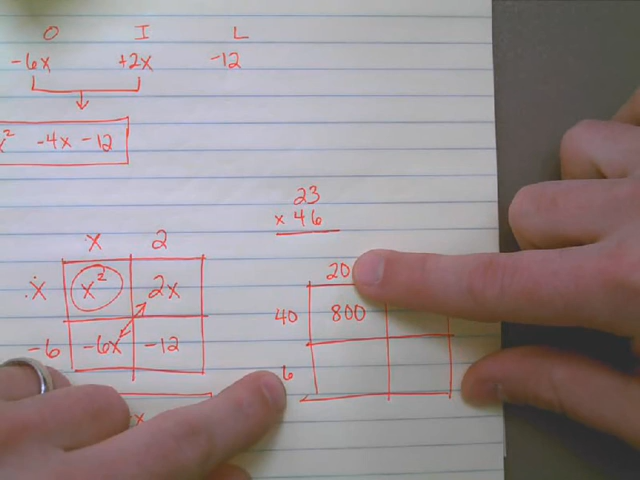 O I L
-6x +2x -12
x² -4x -12
23
x 46
x 2
x x² 2x
-6 -6x -12
x
20
40 800
6